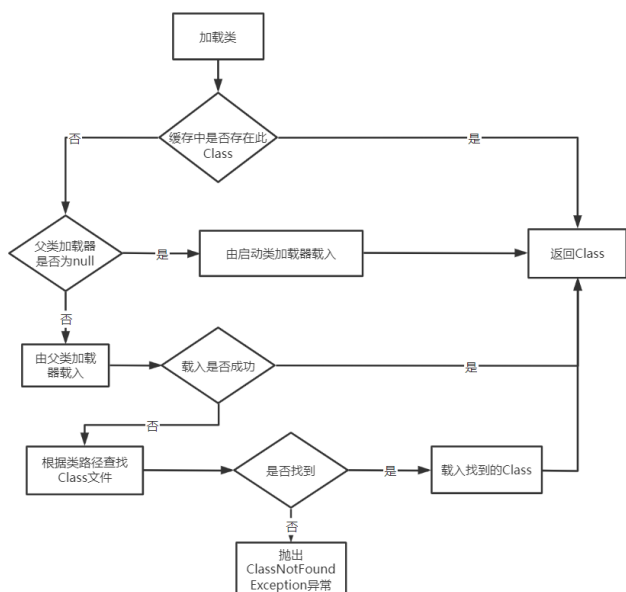 加载类
缓存中是否存在此
Class
否
是
父类加载器
是否为null
是
由启动类加载器载入
返回Class
否
由父类加载
器载入
载入是否成功
是
否
根据类路径查找
Class文件
是否找到
是
载入找到的Class
否
抛出
ClassNotFound
Exception异常